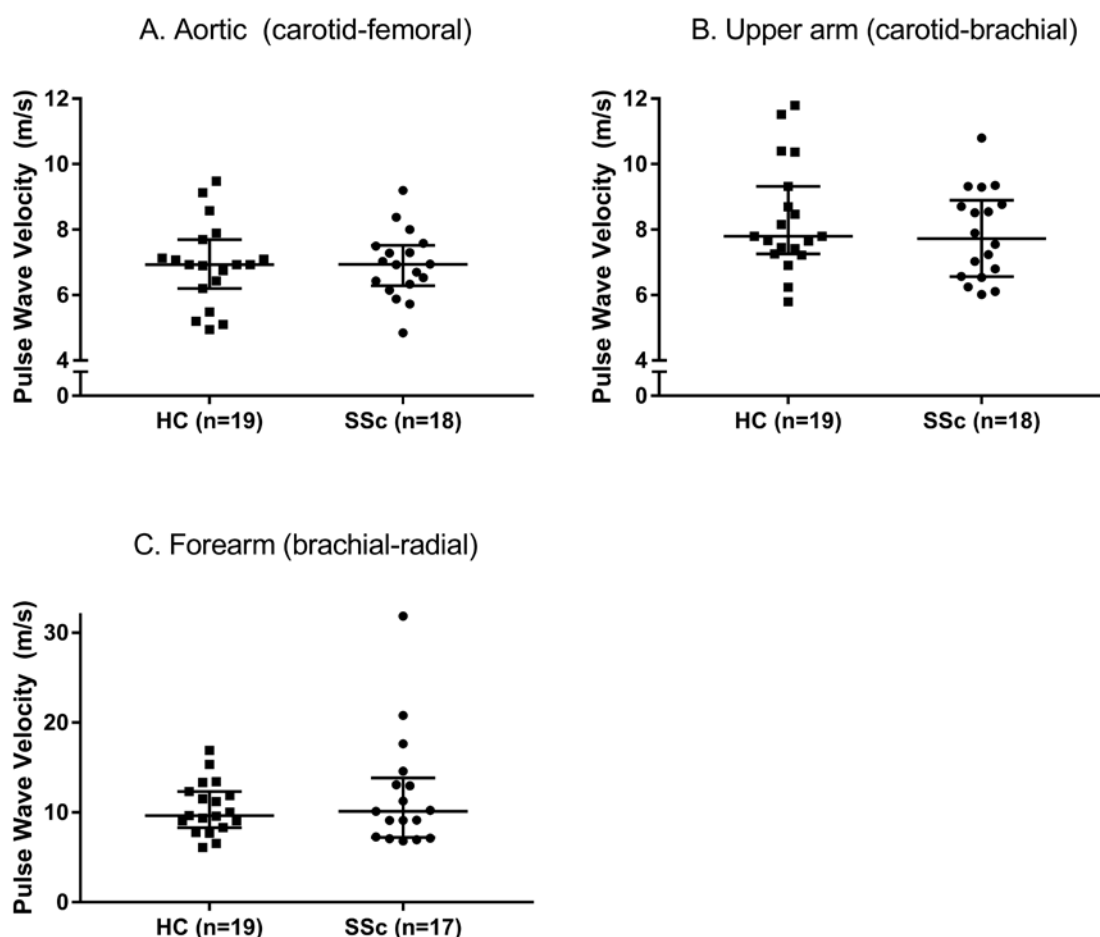 A. Aortic (carotid-femoral)
Pulse Wave Velocity (m/s)
12
10
8
6
4
0
HC (n=19)
SSc (n=18)
B. Upper arm (carotid-brachial)
Pulse Wave Velocity (m/s)
12
10
8
6
4
0
HC (n=19)
SSc (n=18)
C. Forearm (brachial-radial)
Pulse Wave Velocity (m/s)
30
20
10
0
HC (n=19)
SSc (n=17)